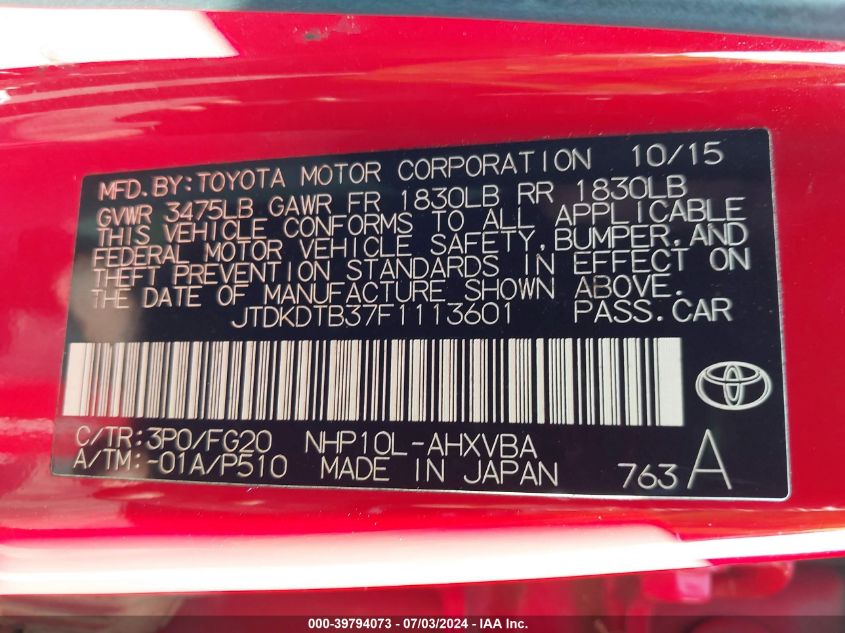 MFD.BY:TOYOTA MOTOR CORPORATION 10/15
GVWR 3475LB GAWR FR 1830LB RR 1830LB
THIS VEHICLE CONFORMS TO ALL APPLICABLE
FEDERAL MOTOR VEHICLE SAFETY,BUMPER,AND
THEFT PREVENTION STANDARDS IN EFFECT ON
THE DATE OF MANUFACTURE SHOWN ABOVE.
JTDKDTB37F1113601 PASS.CAR
C/TR:3P0/FG20 NHP10L-AHXVBA
A/TM:-01A/P510 MADE IN JAPAN 763 A
000-39794073 - 07/03/2024 - IAA Inc.